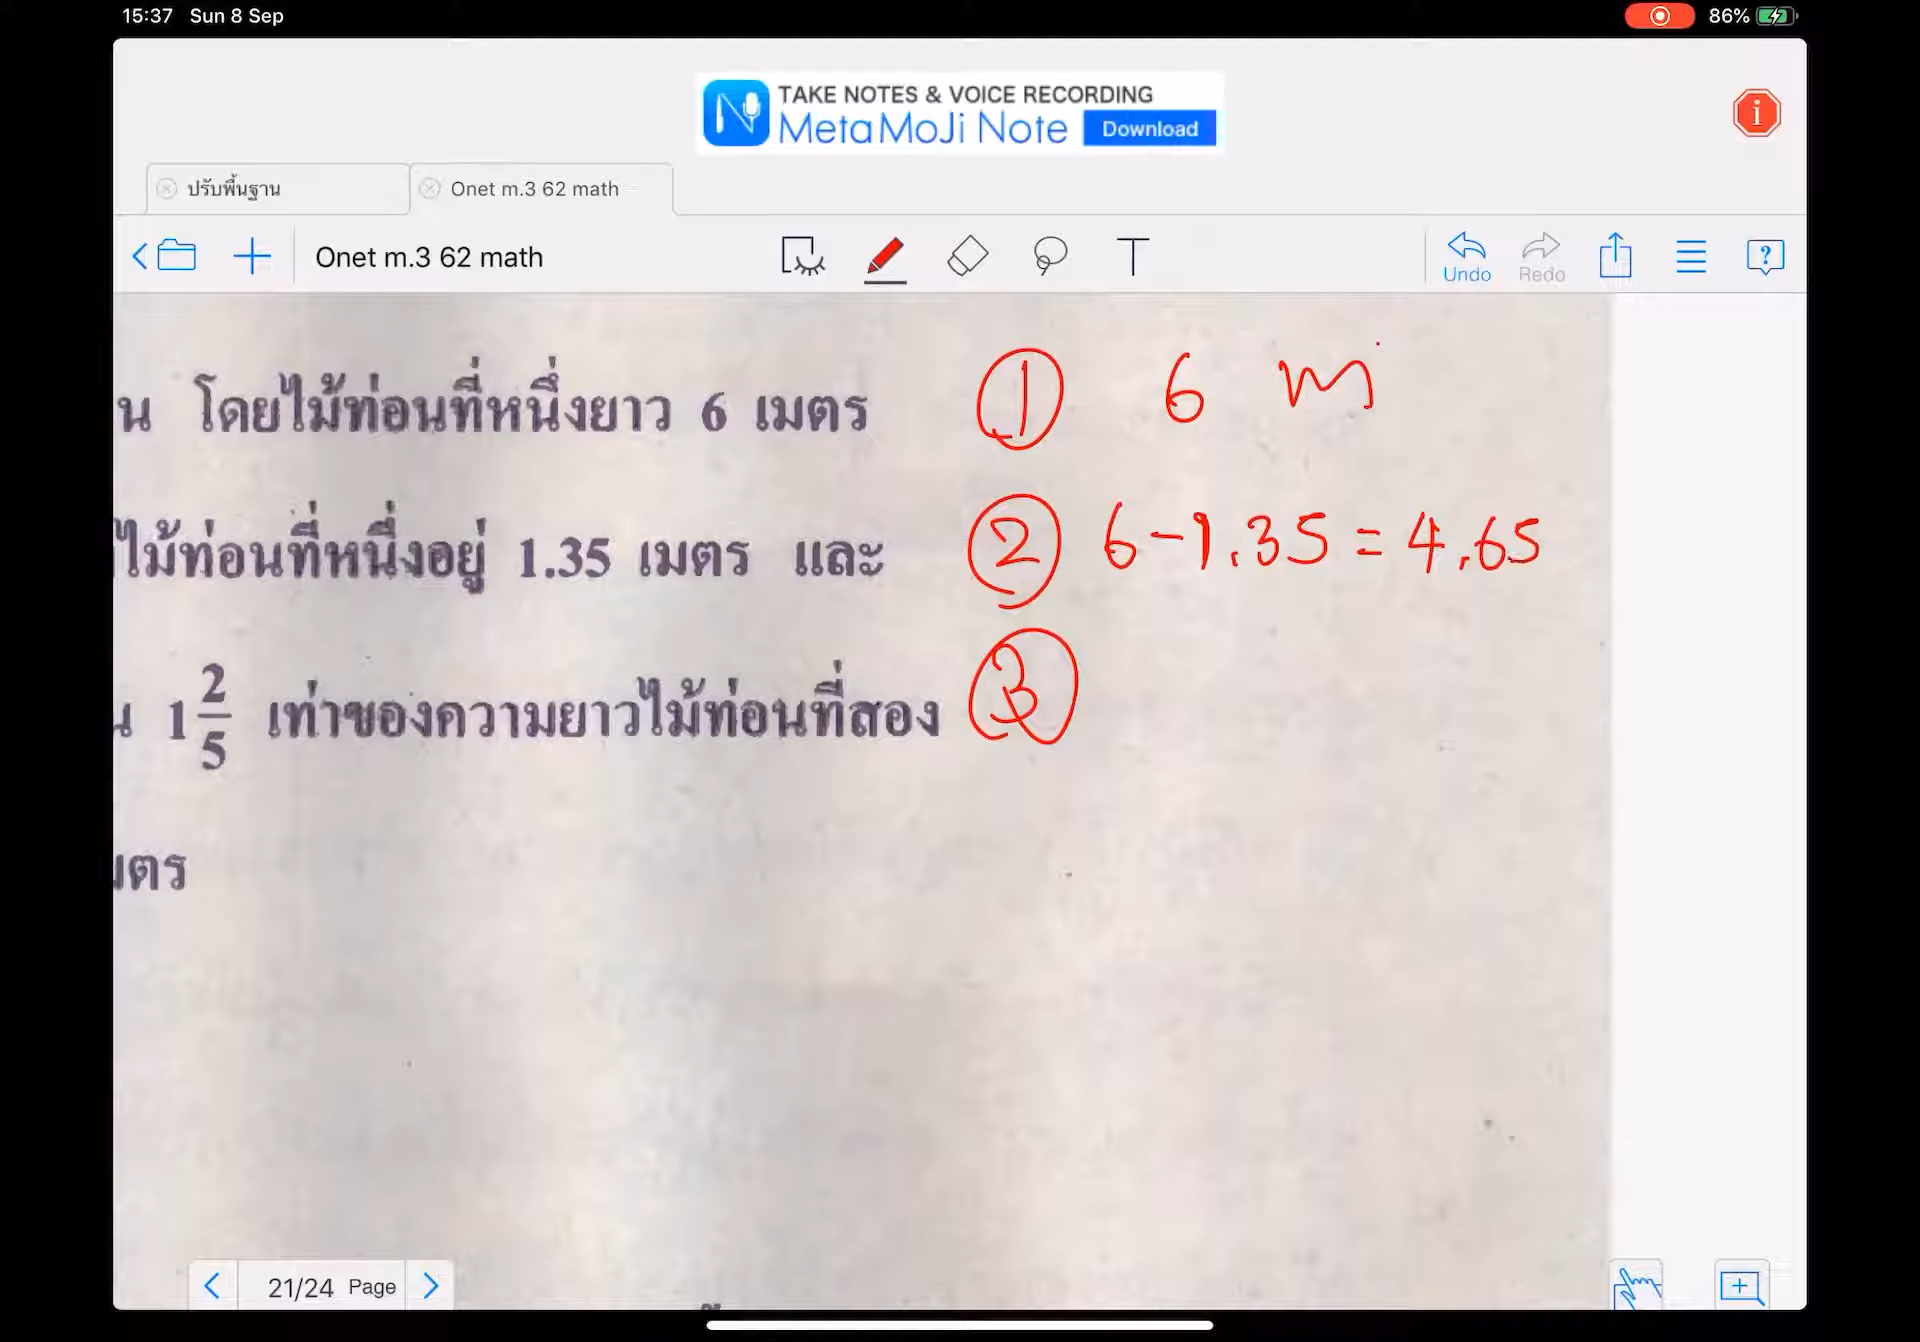 15:37 Sun 8 Sep
86%
TAKE NOTES & VOICE RECORDING
MetaMoJi Note Download
ปรับพื้นฐาน
Onet m.3 62 math
Onet m.3 62 math
T
Undo
Redo
น โดยไม้ท่อนที่หนึ่งยาว 6 เมตร
① 6 m
ไม้ท่อนที่หนึ่งอยู่ 1.35 เมตร และ
② 6-1.35=4.65
1 2/5 เท่าของความยาวไม้ท่อนที่สอง
③
มตร
21/24 Page